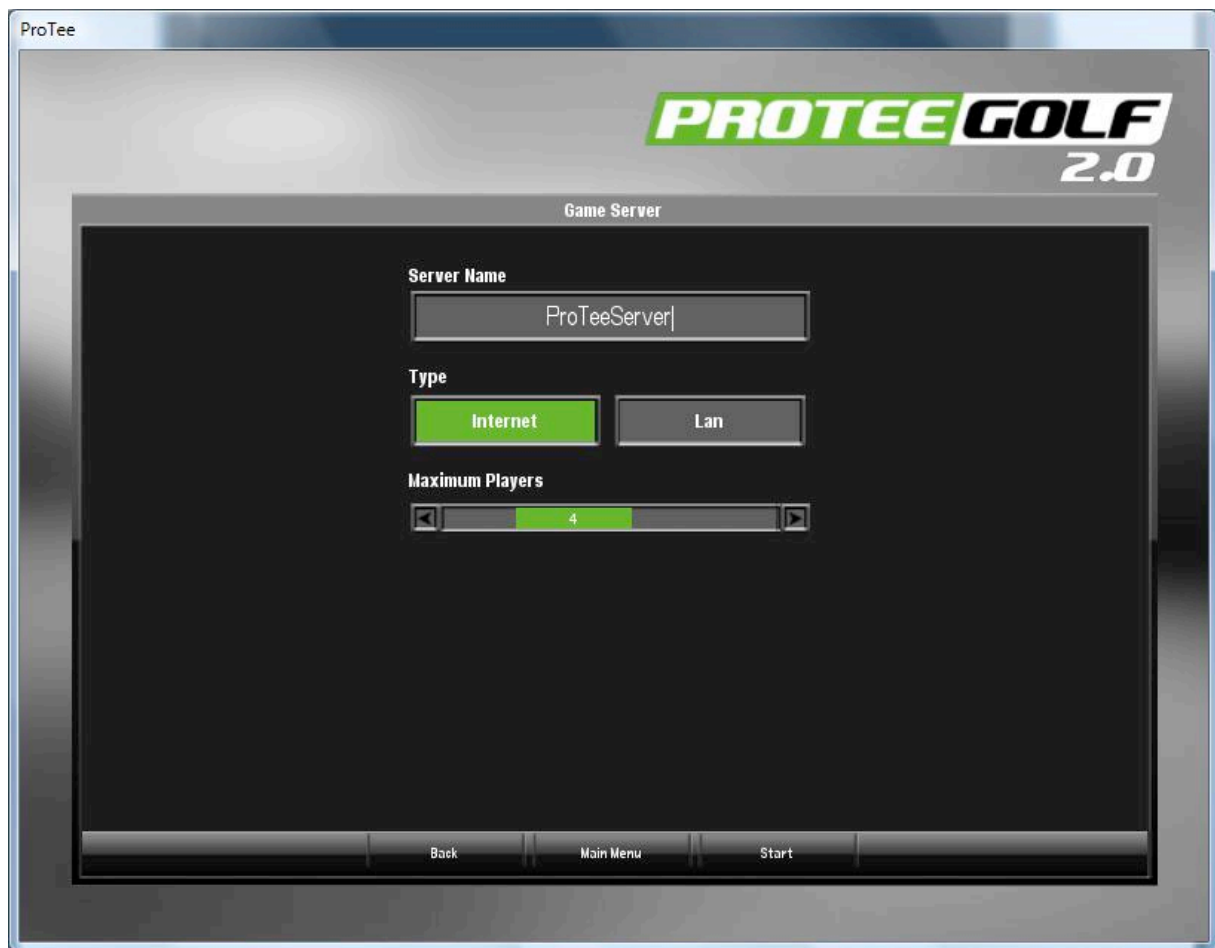 ProTee
PROTEE GOLF
2.0
Game Server
Server Name
ProTeeServer
Type
Internet Lan
Maximum Players
4
Back Main Menu Start